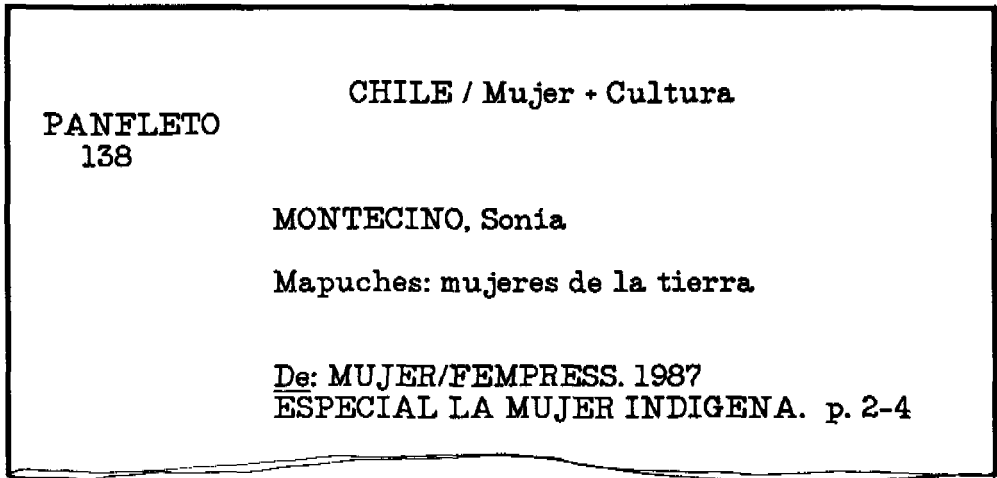 CHILE / Mujer + Cultura
PANFLETO
138
MONTECINO, Sonia
Mapuches: mujeres de la tierra
De: MUJER/FEMPRESS. 1987
ESPECIAL LA MUJER INDIGENA. p. 2-4